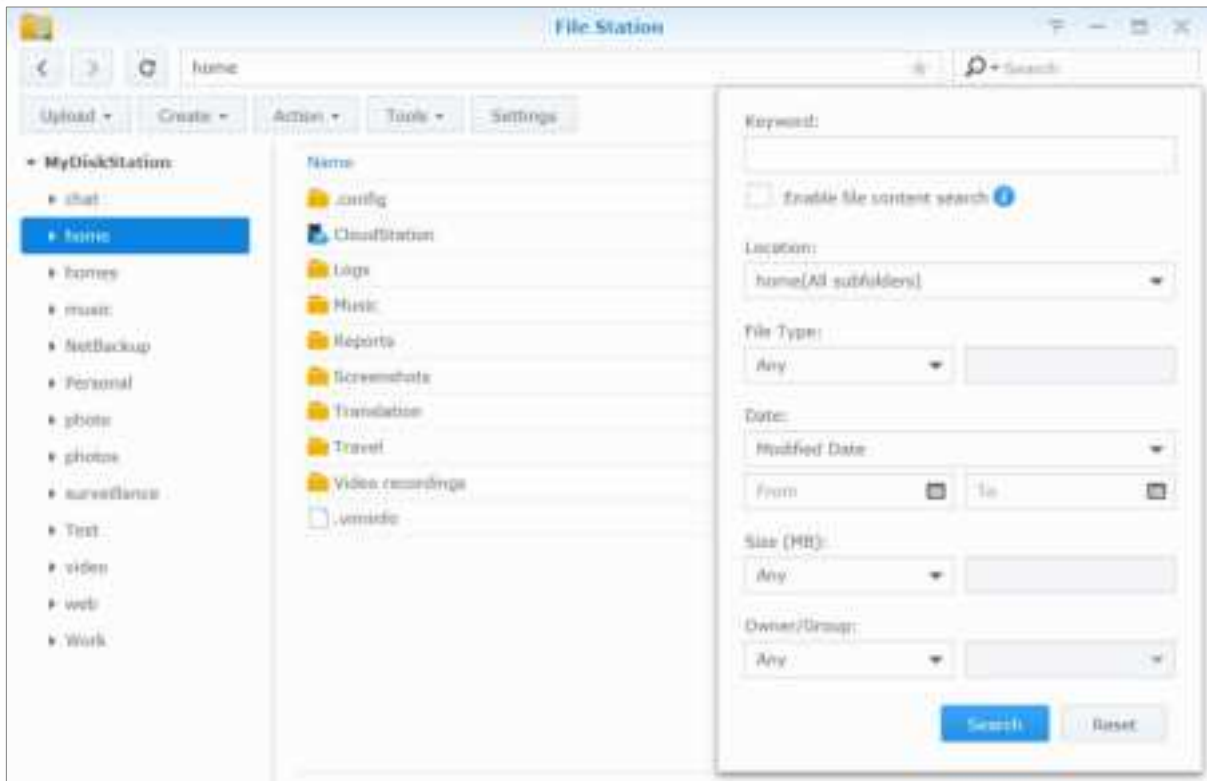 File Station
home
Search
Upload
Create
Action
Tools
Settings
MyDiskStation
chat
home
homes
music
NetBackup
Personal
photo
photos
surveillance
Test
video
web
Work
Name
.config
CloudStation
Logs
Music
Reports
Screenshots
Translation
Travel
Video recordings
Keyword:
Enable file content search
Location:
home(All subfolders)
File Type:
Any
Date:
Modified Date
From
To
Size (MB):
Any
Owner/Group:
Any
Search
Reset